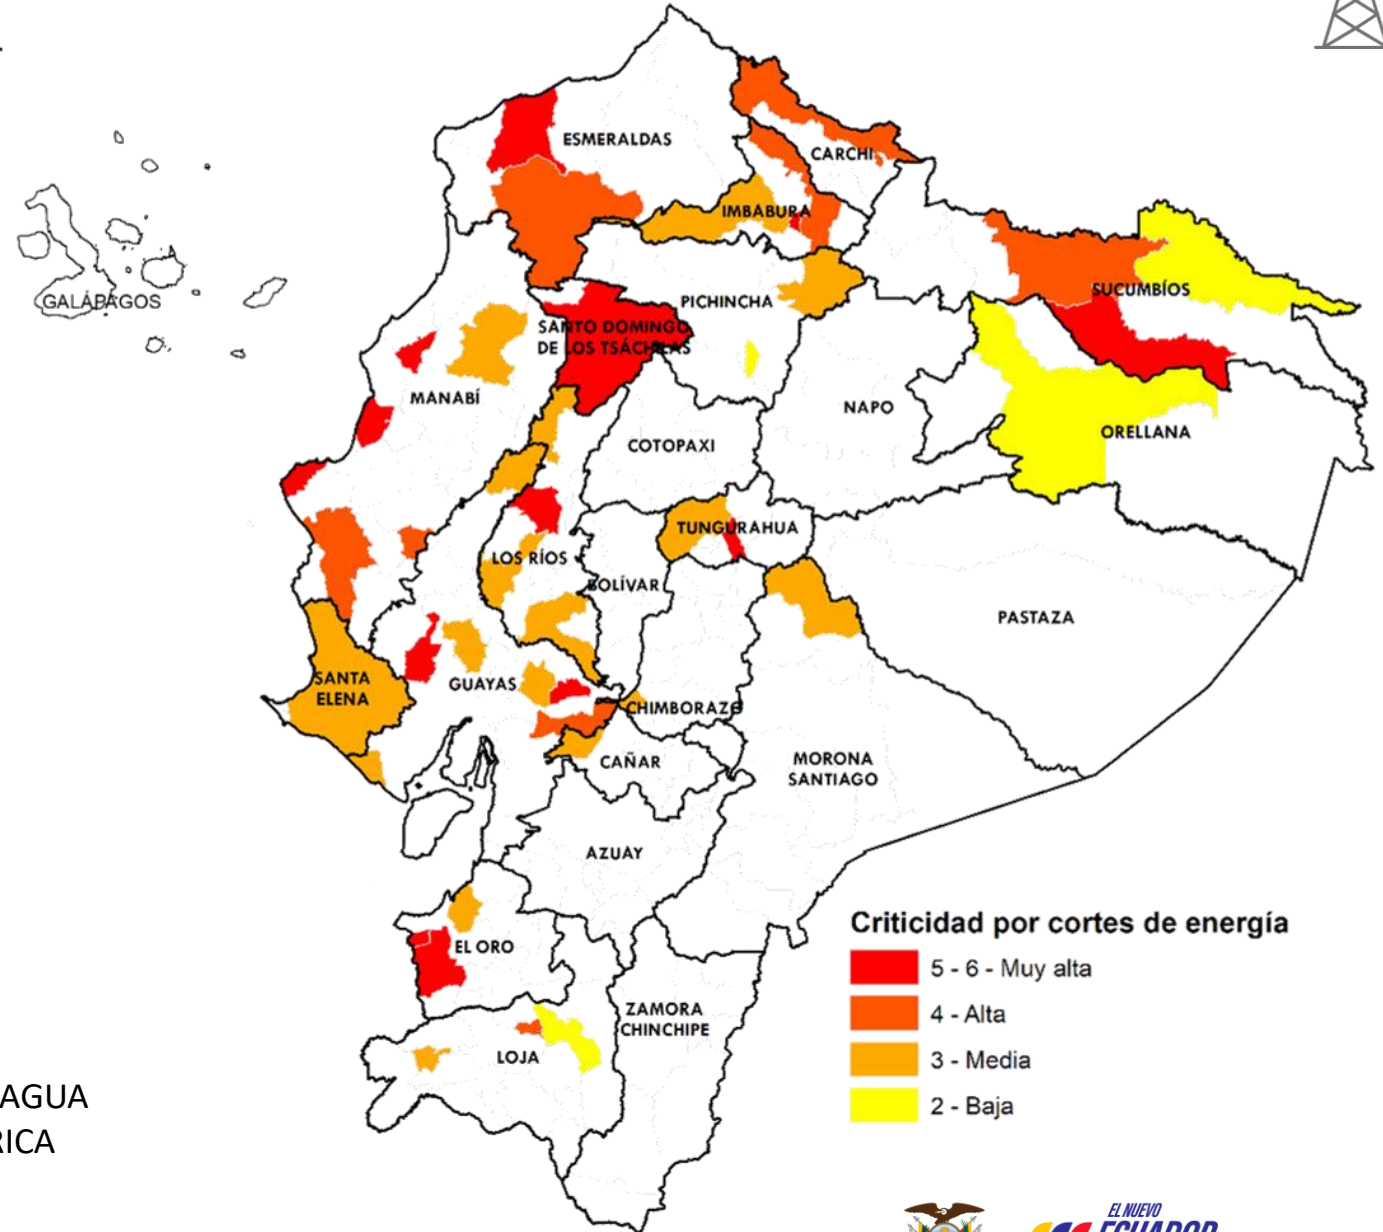 ESMERALDAS
CARCHI
IMBABURA
GALÁPAGOS
PICHINCHA
SUCUMBÍOS
SANTO DOMINGO
DE LOS TSÁCHILAS
MANABÍ
NAPO
ORELLANA
COTOPAXI
TUNGURAHUA
LOS RÍOS
BOLÍVAR
PASTAZA
SANTA
ELENA
GUAYAS
CHIMBORAZO
CAÑAR
MORONA
SANTIAGO
AZUAY
EL ORO
ZAMORA
CHINCHIPE
LOJA
Criticidad por cortes de energía
5 - 6 - Muy alta
4 - Alta
3 - Media
2 - Baja
AGUA
RICA
EL NUEVO
ECUADOR